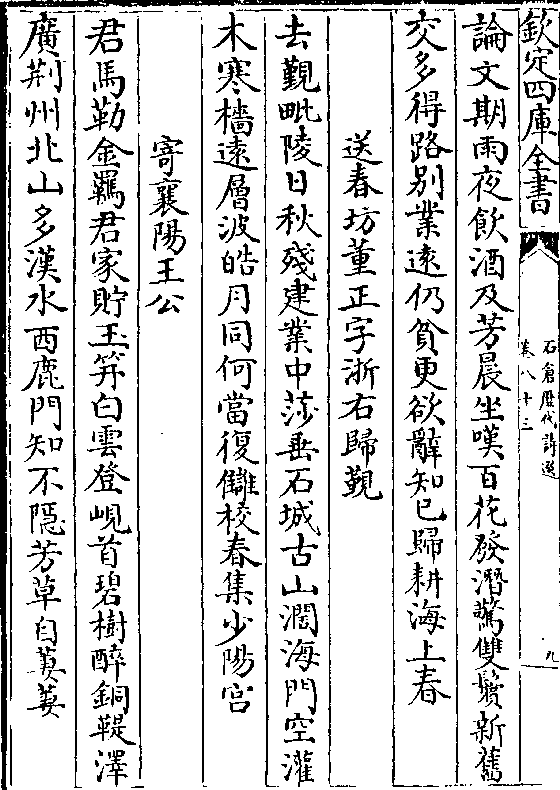 欽定四庫全書
石倉歷代詩選
卷八十三
九
論文期雨夜飲酒及芳晨坐嘆百花發潛驚雙鬢新舊
交多得路別業遠仍貧更欲辭知已歸耕海上春
送春坊董正字浙右歸覲
去覲毗陵日秋殘建業中莎垂石城古山濶海門空灌
木寒檣遠層波皓月同何當復讎校春集少陽宮
寄襄陽王公
君馬勒金羈君家貯玉筓白雲登峴首碧樹醉銅鞮澤
廣荆州北山多漢水西鹿門知不隱芳草自萋萋